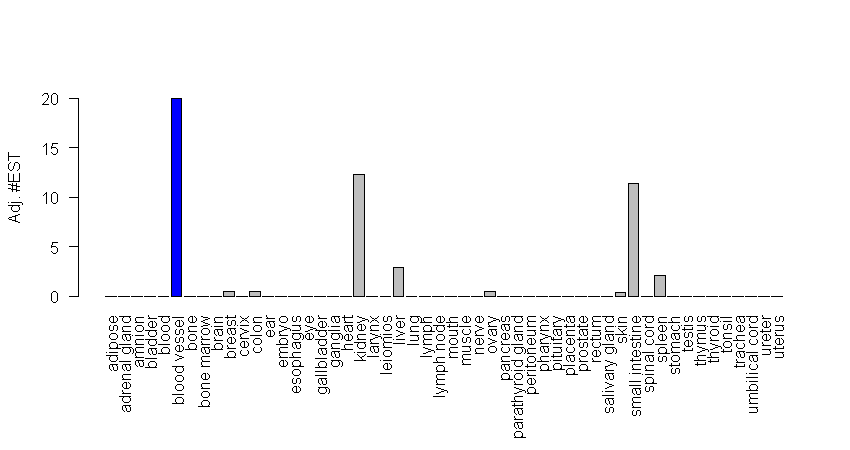 Adj. #EST
20
15
10
5
0
adipose
adrenal gland
amnion
bladder
blood
blood vessel
bone
bone marrow
brain
breast
cervix
colon
ear
embryo
esophagus
eye
gallbladder
ganglia
heart
kidney
larynx
leiomios
liver
lung
lymph
lymph node
mouth
muscle
nerve
ovary
pancreas
parathyroid gland
peritoneum
pharynx
pituitary
placenta
prostate
rectum
salivary gland
skin
small intestine
spinal cord
spleen
stomach
testis
thymus
thyroid
tonsil
trachea
umbilical cord
ureter
uterus